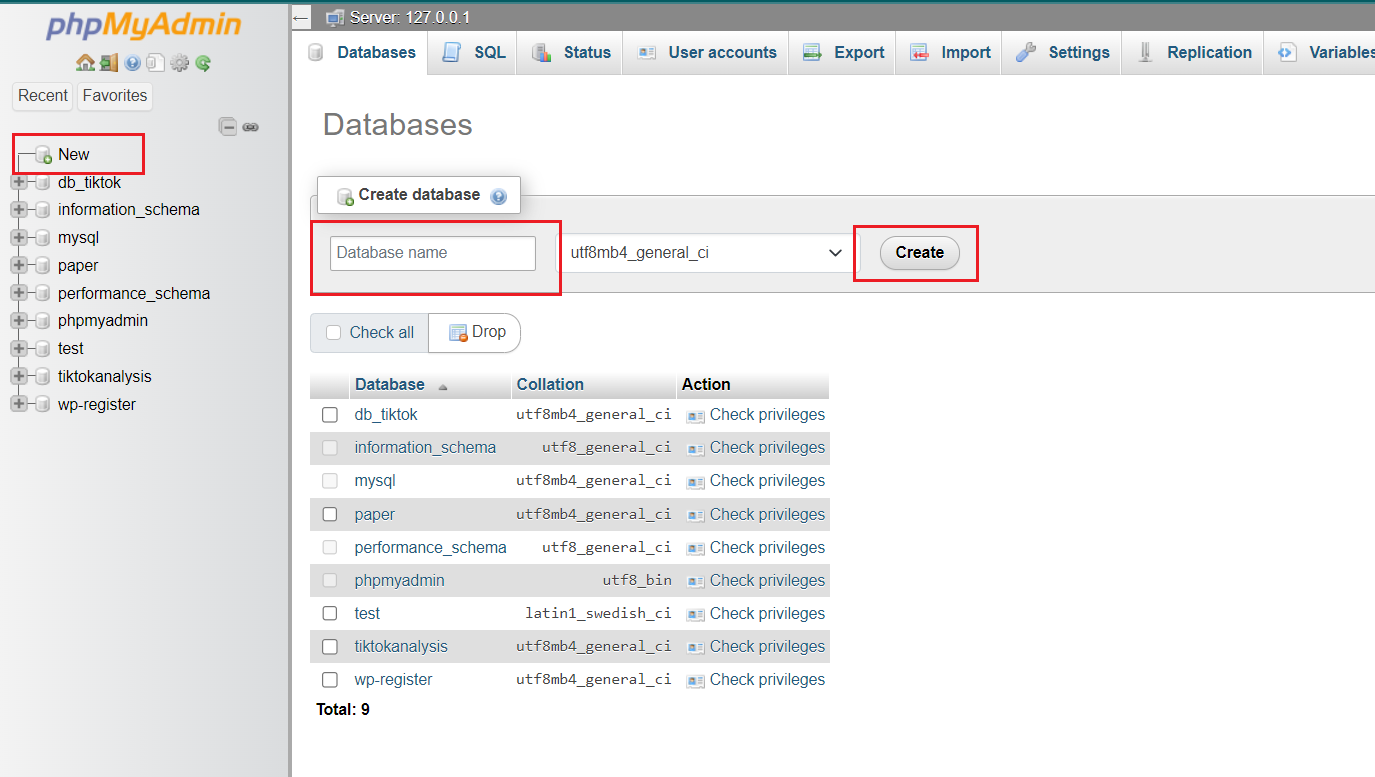 phpMyAdmin
Recent Favorites
New
db_tiktok
information_schema
mysql
paper
performance_schema
phpmyadmin
test
tiktokanalysis
wp-register
Server: 127.0.0.1
Databases SQL Status User accounts Export Import Settings Replication Variables
Databases
Create database
Database name utf8mb4_general_ci Create
Check all Drop
Database Collation Action
db_tiktok utf8mb4_general_ci Check privileges
information_schema utf8_general_ci Check privileges
mysql utf8mb4_general_ci Check privileges
paper utf8mb4_general_ci Check privileges
performance_schema utf8_general_ci Check privileges
phpmyadmin utf8_bin Check privileges
test latin1_swedish_ci Check privileges
tiktokanalysis utf8mb4_general_ci Check privileges
wp-register utf8mb4_general_ci Check privileges
Total: 9